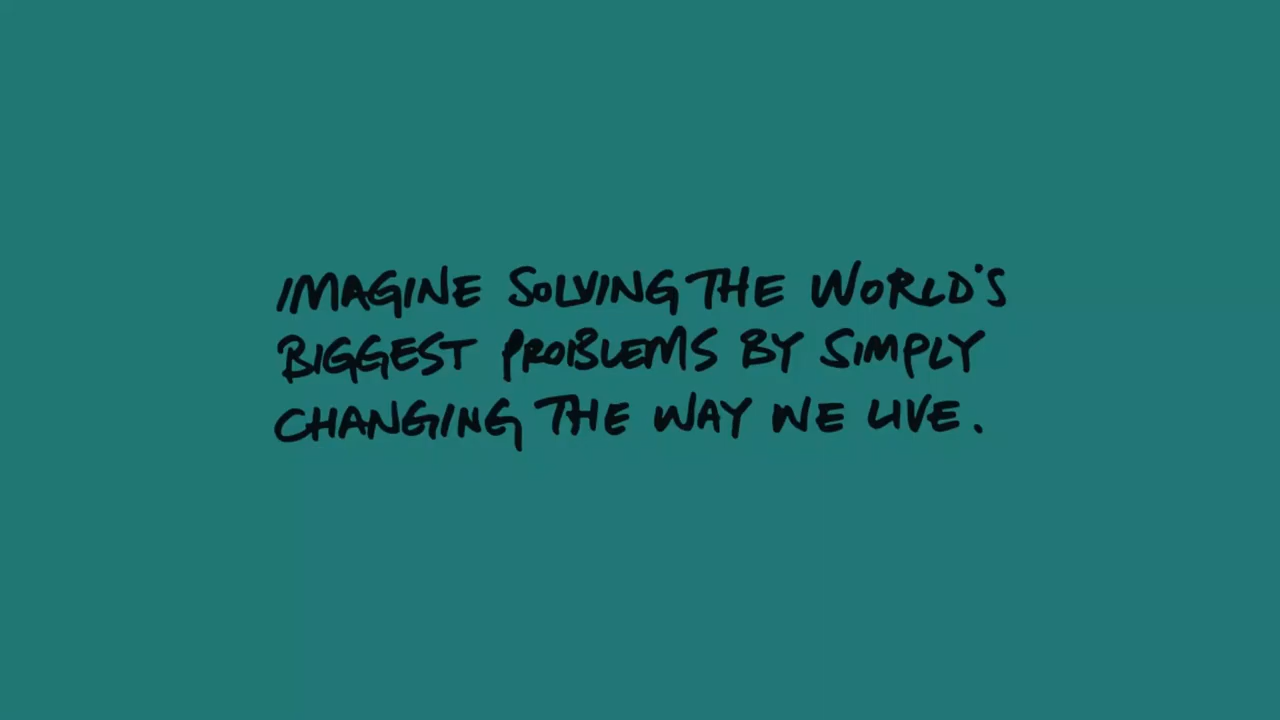 IMAGINE SOLVING THE WORLD'S
BIGGEST PROBLEMS BY SIMPLY
CHANGING THE WAY WE LIVE.